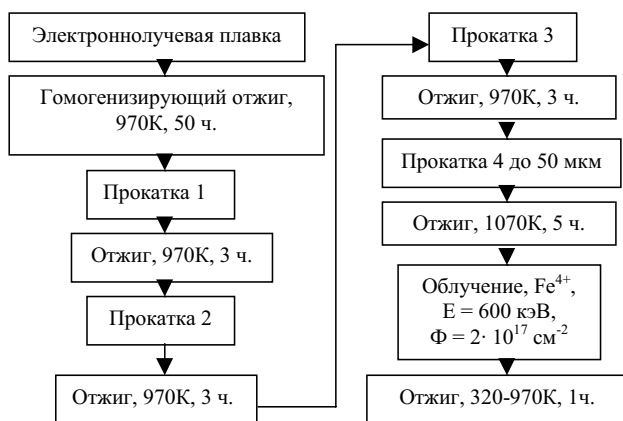 Электроннолучевая плавка
Гомогенизирующий отжиг,
970К, 50 ч.
Прокатка 1
Отжиг, 970К, 3 ч.
Прокатка 2
Отжиг, 970К, 3 ч.
Прокатка 3
Отжиг, 970К, 3 ч.
Прокатка 4 до 50 мкм
Отжиг, 1070К, 5 ч.
Облучение, Fe⁴⁺,
E = 600 кэВ,
Ф = 2· 10¹⁷ см⁻²
Отжиг, 320-970К, 1ч.